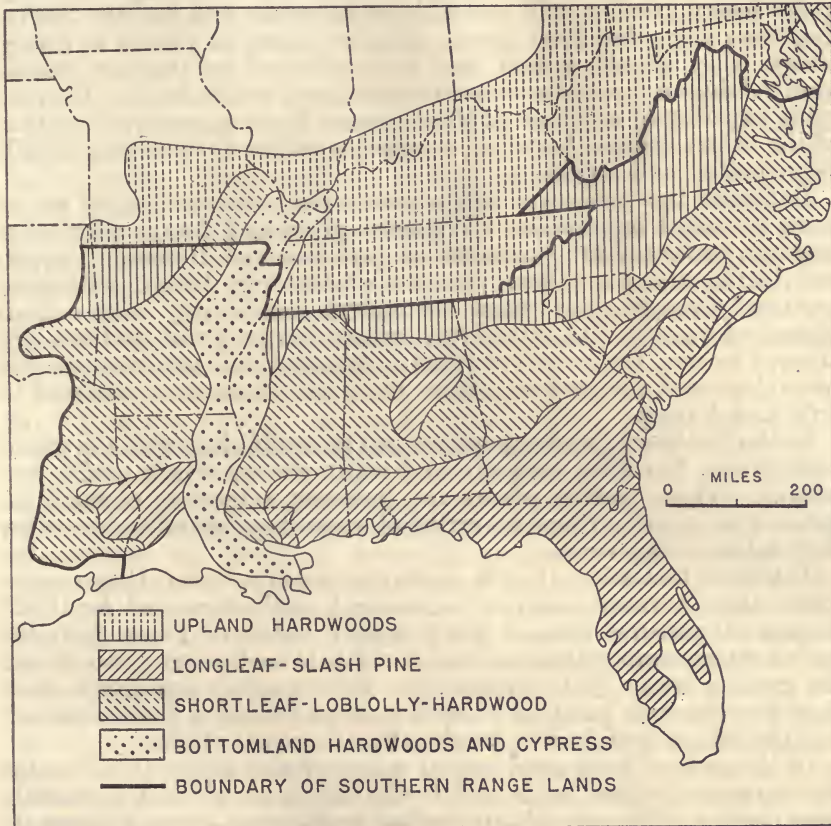 MILES
0 200
UPLAND HARDWOODS
LONGLEAF-SLASH PINE
SHORTLEAF-LOBLOLLY-HARDWOOD
BOTTOMLAND HARDWOODS AND CYPRESS
BOUNDARY OF SOUTHERN RANGE LANDS